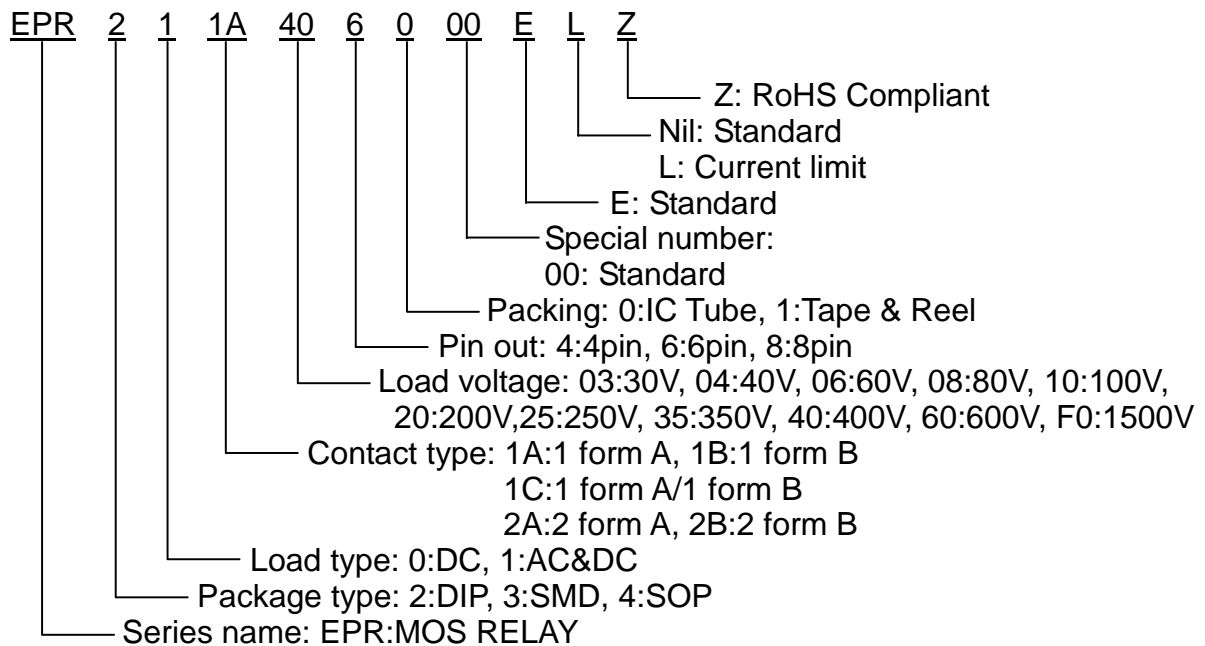 EPR 2 1 1A 40 6 0 00 E L Z
Z: RoHS Compliant
Nil: Standard
L: Current limit
E: Standard
Special number:
00: Standard
Packing: 0:IC Tube, 1:Tape & Reel
Pin out: 4:4pin, 6:6pin, 8:8pin
Load voltage: 03:30V, 04:40V, 06:60V, 08:80V, 10:100V,
20:200V,25:250V, 35:350V, 40:400V, 60:600V, F0:1500V
Contact type: 1A:1 form A, 1B:1 form B
1C:1 form A/1 form B
2A:2 form A, 2B:2 form B
Load type: 0:DC, 1:AC&DC
Package type: 2:DIP, 3:SMD, 4:SOP
Series name: EPR:MOS RELAY